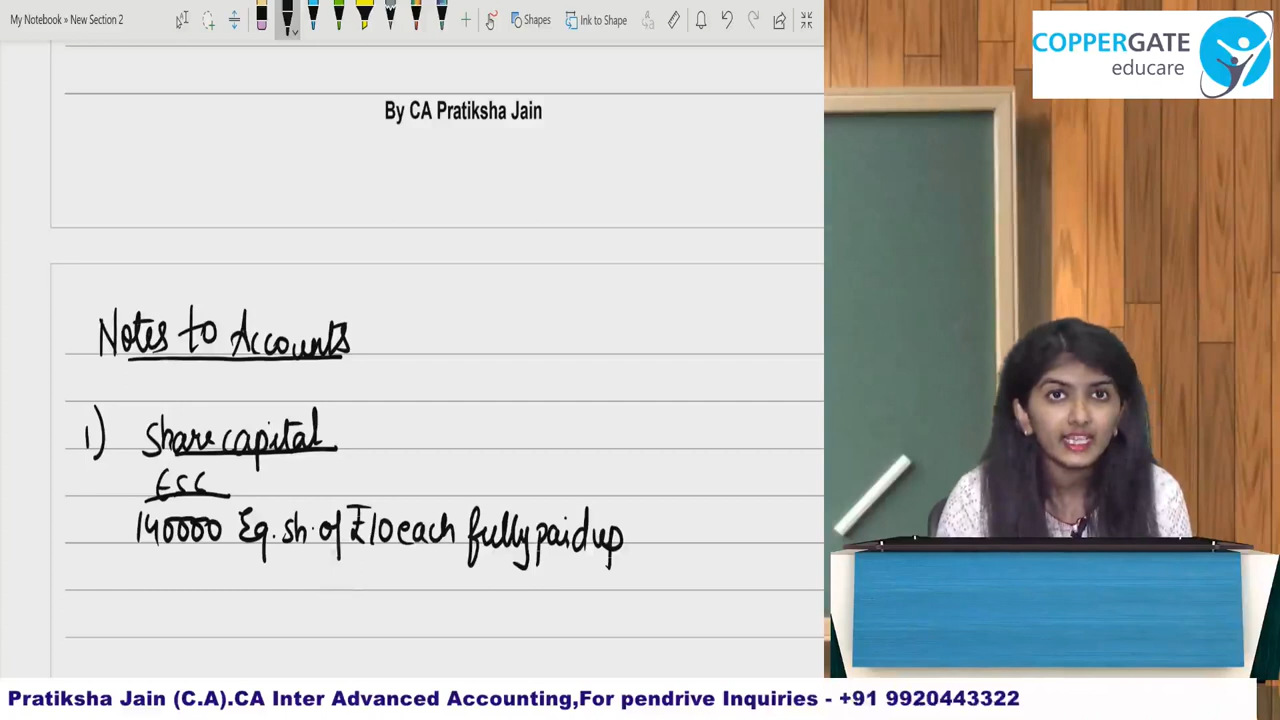 My Notebook » New Section 2
Shapes
Ink to Shape
COPPERGATE
educare
By CA Pratiksha Jain
Notes to Accounts
1) Share capital
ESC
140000 Eq. sh. of ₹10 each fully paid up
Pratiksha Jain (C.A).CA Inter Advanced Accounting,For pendrive Inquiries - +91 9920443322